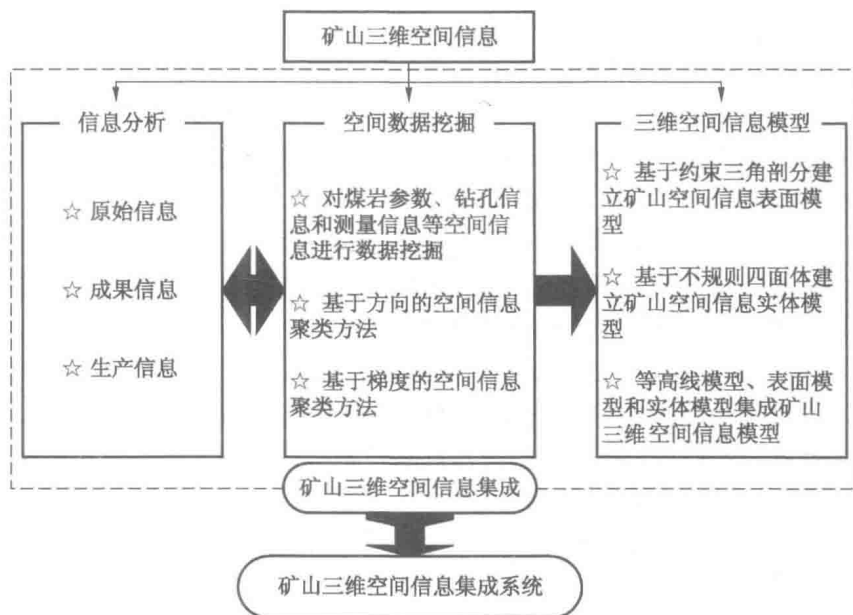 矿山三维空间信息
信息分析
☆ 原始信息
☆ 成果信息
☆ 生产信息
空间数据挖掘
☆ 对煤岩参数、钻孔信
息和测量信息等空间信
息进行数据挖掘
☆ 基于方向的空间信息
聚类方法
☆ 基于梯度的空间信息
聚类方法
三维空间信息模型
☆ 基于约束三角剖分建
立矿山空间信息表面模
型
☆ 基于不规则四面体建
立矿山空间信息实体模
型
☆ 等高线模型、表面模
型和实体模型集成矿山
三维空间信息模型
矿山三维空间信息集成
矿山三维空间信息集成系统